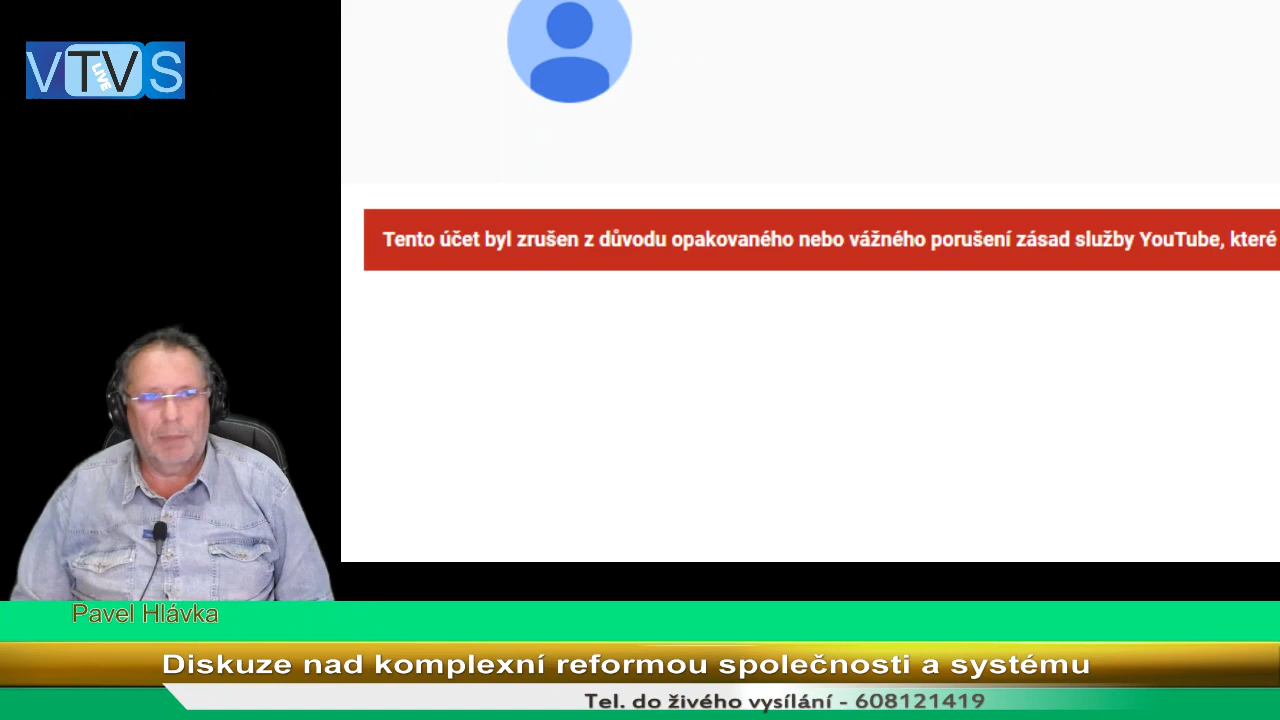 VTVS
LIVE
Tento účet byl zrušen z důvodu opakovaného nebo vážného porušení zásad služby YouTube, které
Pavel Hlávka
Diskuze nad komplexní reformou společnosti a systému
Tel. do živého vysílání - 608121419